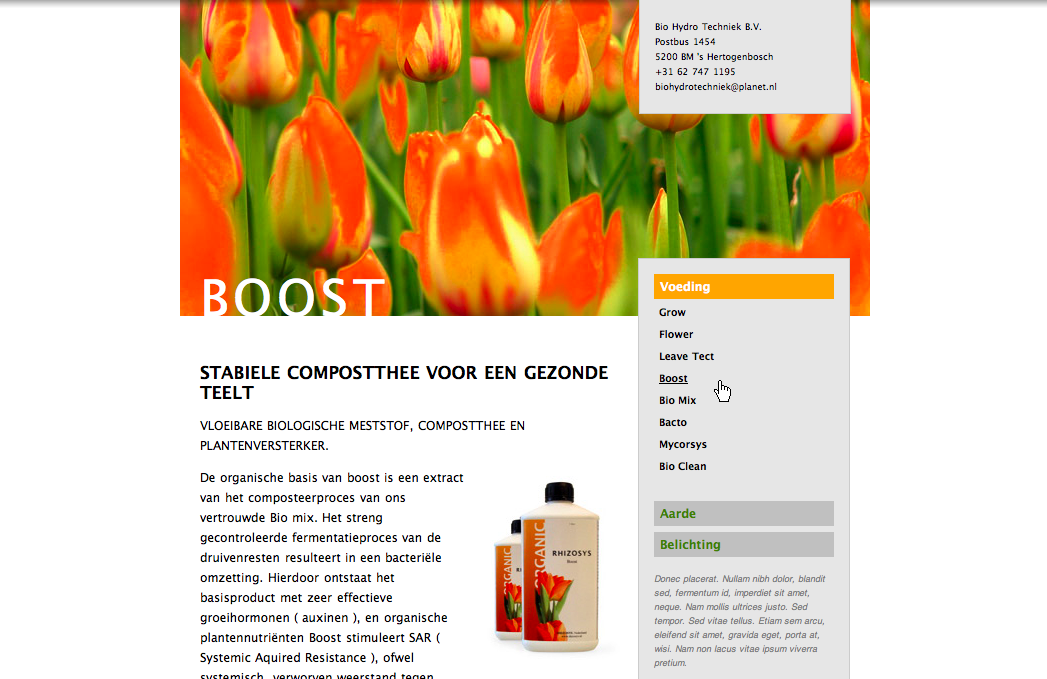 Bio Hydro Techniek B.V.
Postbus 1454
5200 BM 's Hertogenbosch
+31 62 747 1195
biohydrotechniek@planet.nl
BOOST
Voeding
Grow
Flower
Leave Tect
Boost
Bio Mix
Bacto
Mycorsys
Bio Clean
Aarde
Belichting
Donec placerat. Nullam nibh dolor, blandit
sed, fermentum id, imperdiet sit amet,
neque. Nam mollis ultrices justo. Sed
tempor. Sed vitae tellus. Etiam sem arcu,
eleifend sit amet, gravida eget, porta at,
wisi. Nam non lacus vitae ipsum viverra
pretium.
STABIELE COMPOSTTHEE VOOR EEN GEZONDE
TEELT
VLOEIBARE BIOLOGISCHE MESTSTOF, COMPOSTTHEE EN
PLANTENVERSTERKER.
De organische basis van boost is een extract
van het composteerproces van ons
vertrouwde Bio mix. Het streng
gecontroleerde fermentatieproces van de
druivenresten resulteert in een bacteriële
omzetting. Hierdoor ontstaat het
basisproduct met zeer effectieve
groeihormonen ( auxinen ), en organische
plantennutriënten Boost stimuleert SAR (
Systemic Aquired Resistance ), ofwel
systemisch verworven weerstand tegen
ORGANIC
RHIZOSYS
Boost